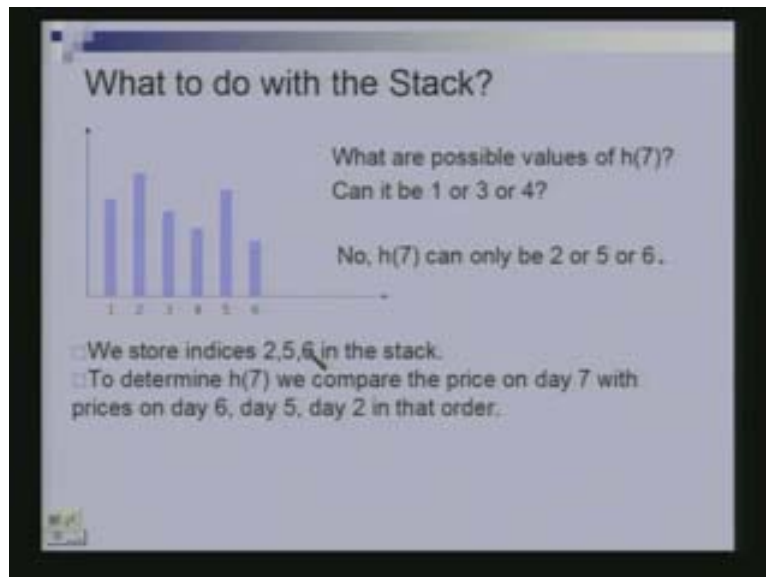 What to do with the Stack?
What are possible values of h(7)?
Can it be 1 or 3 or 4?
No, h(7) can only be 2 or 5 or 6.
1 2 3 4 5 6
We store indices 2,5,6 in the stack.
To determine h(7) we compare the price on day 7 with
prices on day 6, day 5, day 2 in that order.